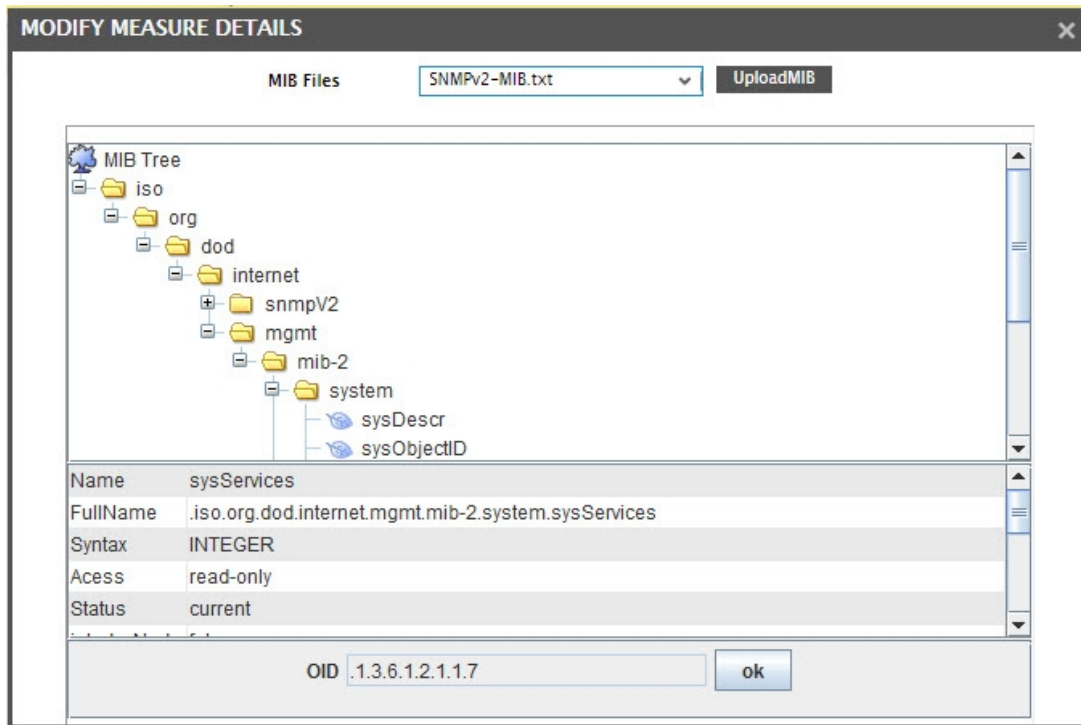 MODIFY MEASURE DETAILS
MIB Files SNMPv2-MIB.txt UploadMIB
MIB Tree
iso
org
dod
internet
snmpV2
mgmt
mib-2
system
sysDescr
sysObjectID
Name sysServices
FullName .iso.org.dod.internet.mgmt.mib-2.system.sysServices
Syntax INTEGER
Acess read-only
Status current
OID .1.3.6.1.2.1.1.7 ok